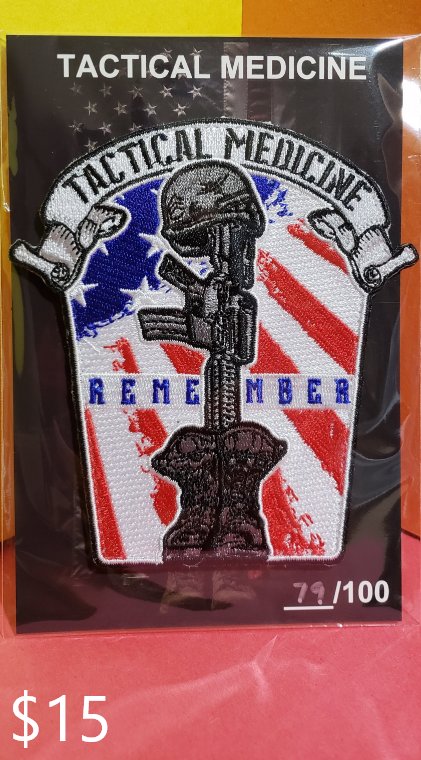 TACTICAL MEDICINE
TACTICAL MEDICINE
REMEMBER
79/100
$15